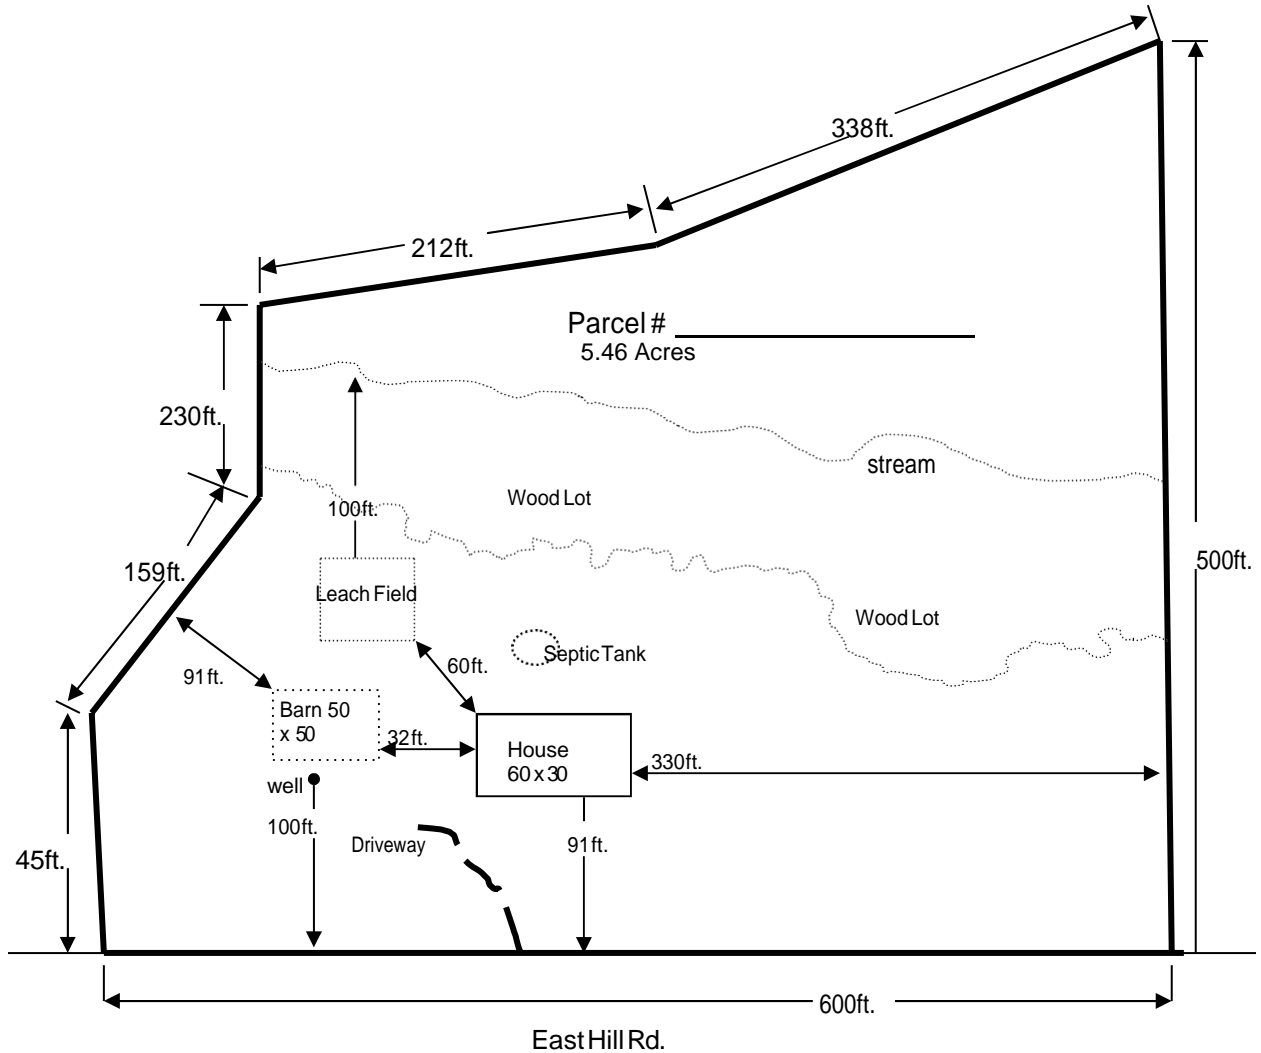 338ft.
212ft.
Parcel #
5.46 Acres
230ft.
stream
Wood Lot
100ft.
500ft.
159ft.
Leach Field
Wood Lot
Septic Tank
60ft.
91ft.
Barn 50
x 50
32ft.
House
60 x 30
330ft.
well
100ft.
Driveway
91ft.
45ft.
600ft.
East Hill Rd.